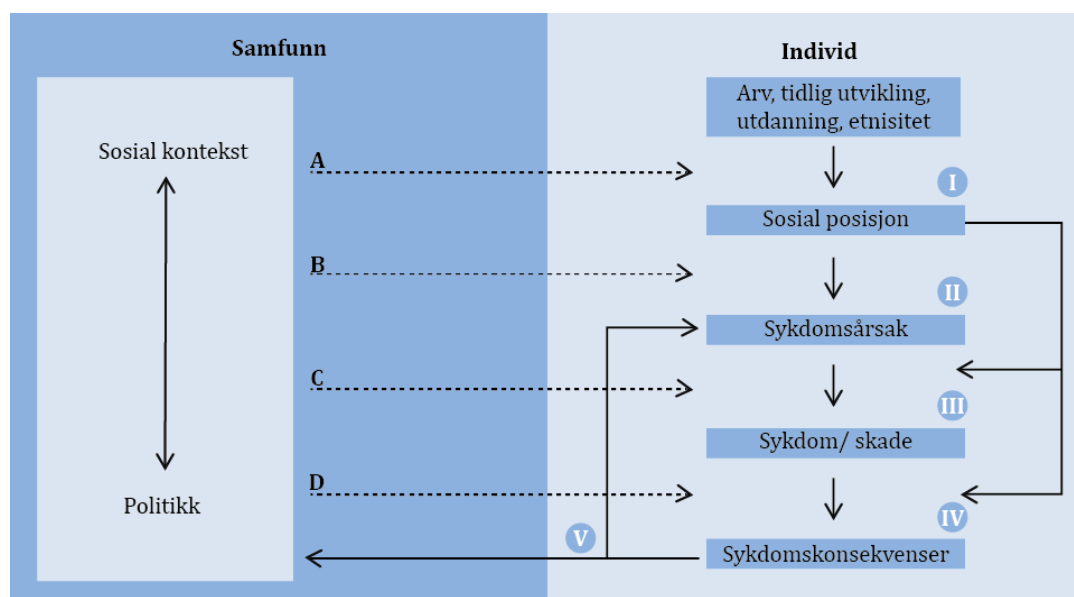 Samfunn
Individ
Arv, tidlig utvikling,
utdanning, etnisitet
Sosial kontekst
A
I
Sosial posisjon
B
II
Sykdomsårsak
C
III
Sykdom/ skade
D
Politikk
IV
V
Sykdomskonsekvenser